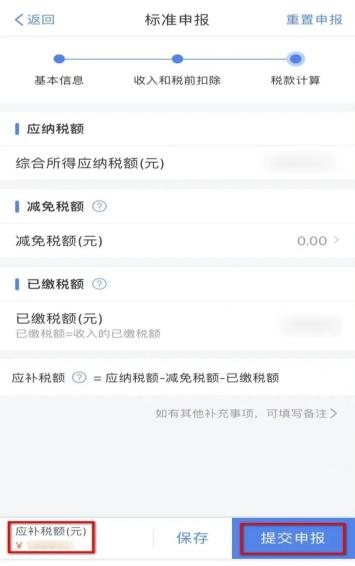 返回 标准申报 重置申报
基本信息 收入和税前扣除 税款计算
应纳税额
综合所得应纳税额(元)
减免税额 ?
减免税额(元) 0.00
已缴税额 ?
已缴税额(元)
已缴税额=收入的已缴税额
应补税额 ? = 应纳税额-减免税额-已缴税额
如有其他补充事项，可填写备注
应补税额(元)
¥
保存 提交申报